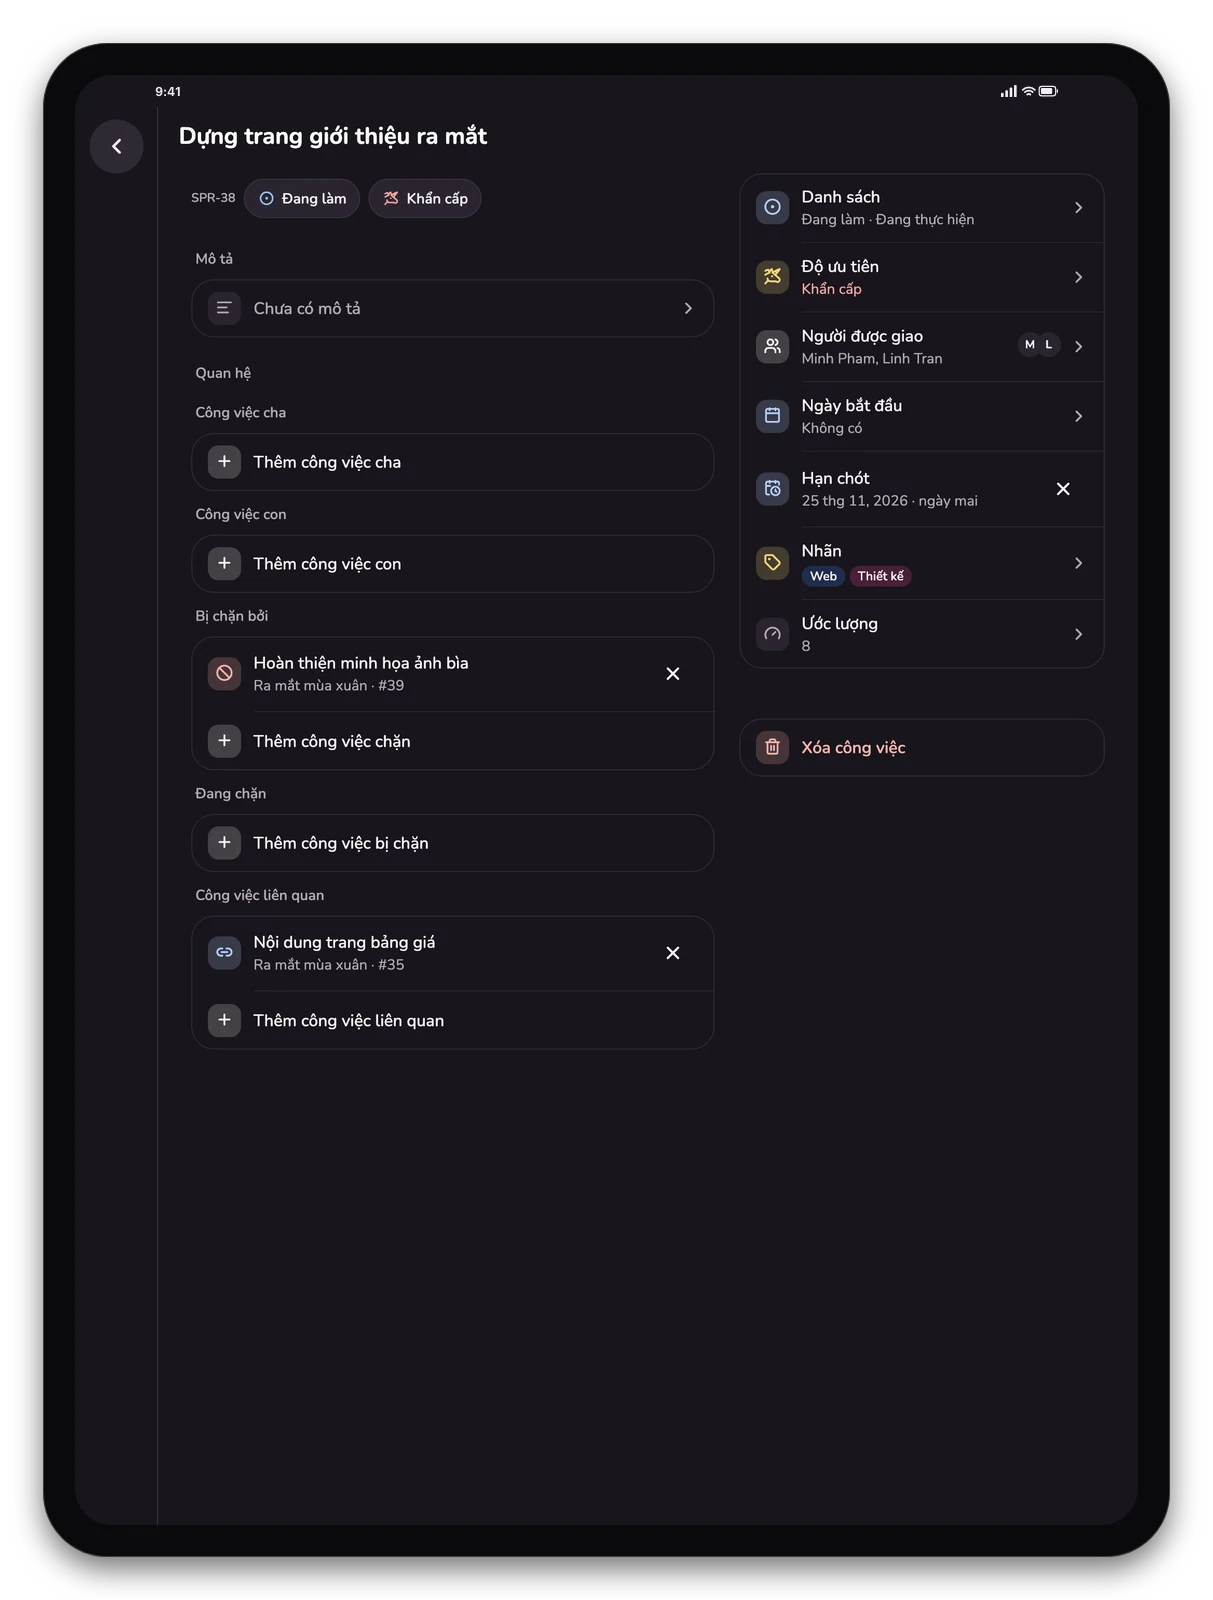 9:41
Dựng trang giới thiệu ra mắt
SPR-38
Đang làm
Khẩn cấp
Mô tả
Chưa có mô tả
Quan hệ
Công việc cha
Thêm công việc cha
Công việc con
Thêm công việc con
Bị chặn bởi
Hoàn thiện minh họa ảnh bìa
Ra mắt mùa xuân · #39
Thêm công việc chặn
Đang chặn
Thêm công việc bị chặn
Công việc liên quan
Nội dung trang bảng giá
Ra mắt mùa xuân · #35
Thêm công việc liên quan
Danh sách
Đang làm · Đang thực hiện
Độ ưu tiên
Khẩn cấp
Người được giao
Minh Pham, Linh Tran
M L
Ngày bắt đầu
Không có
Hạn chót
25 thg 11, 2026 · ngày mai
Nhãn
Web
Thiết kế
Ước lượng
8
Xóa công việc